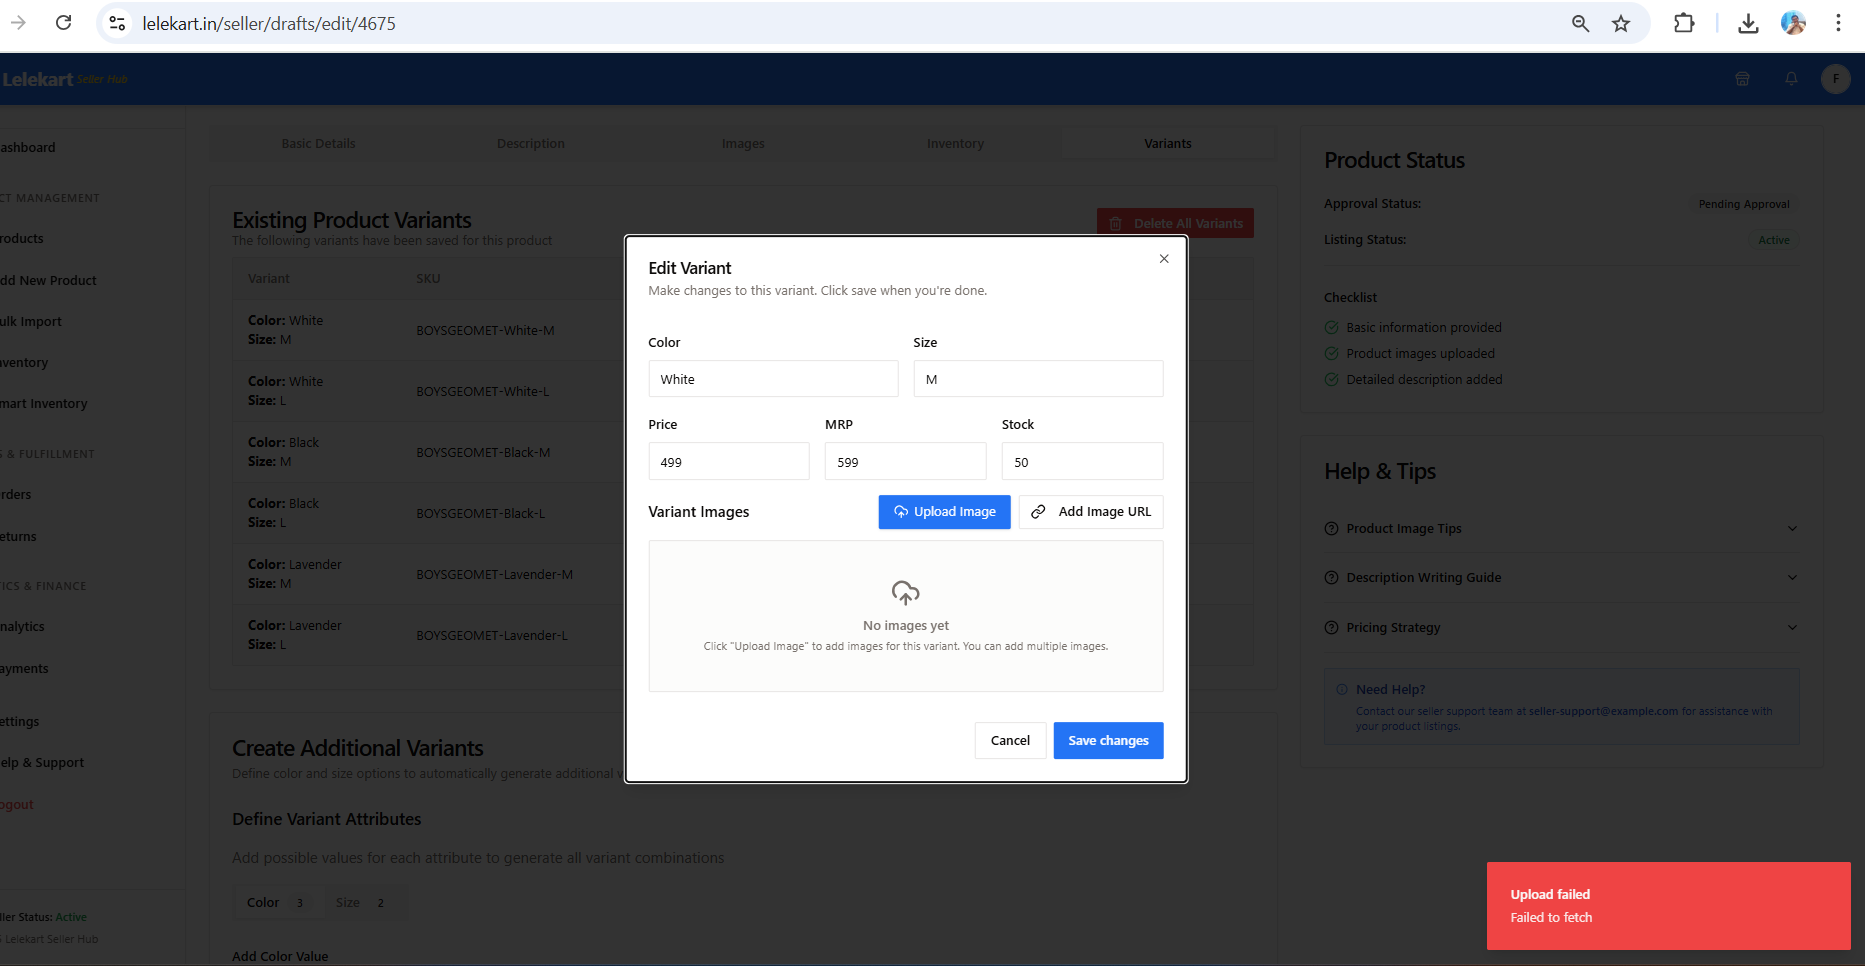 lelekart.in/seller/drafts/edit/4675
Lelekart Seller Hub
F
ashboard
CT MANAGEMENT
roducts
dd New Product
ulk Import
nventory
mart Inventory
S & FULFILLMENT
rders
eturns
TICS & FINANCE
nalytics
ayments
ettings
elp & Support
ogout
ller Status: Active
Lelekart Seller Hub
Basic Details
Description
Images
Inventory
Variants
Existing Product Variants
The following variants have been saved for this product
Delete All Variants
Variant
SKU
Color: White
Size: M
BOYSGEOMET-White-M
Color: White
Size: L
BOYSGEOMET-White-L
Color: Black
Size: M
BOYSGEOMET-Black-M
Color: Black
Size: L
BOYSGEOMET-Black-L
Color: Lavender
Size: M
BOYSGEOMET-Lavender-M
Color: Lavender
Size: L
BOYSGEOMET-Lavender-L
Create Additional Variants
Define color and size options to automatically generate additional v
Define Variant Attributes
Add possible values for each attribute to generate all variant combinations
Color 3
Size 2
Add Color Value
Edit Variant
Make changes to this variant. Click save when you're done.
Color
Size
White
M
Price
MRP
Stock
499
599
50
Variant Images
Upload Image
Add Image URL
No images yet
Click "Upload Image" to add images for this variant. You can add multiple images.
Cancel
Save changes
Product Status
Approval Status:
Pending Approval
Listing Status:
Active
Checklist
Basic information provided
Product images uploaded
Detailed description added
Help & Tips
Product Image Tips
Description Writing Guide
Pricing Strategy
Need Help?
Contact our seller support team at seller-support@example.com for assistance with
your product listings.
Upload failed
Failed to fetch